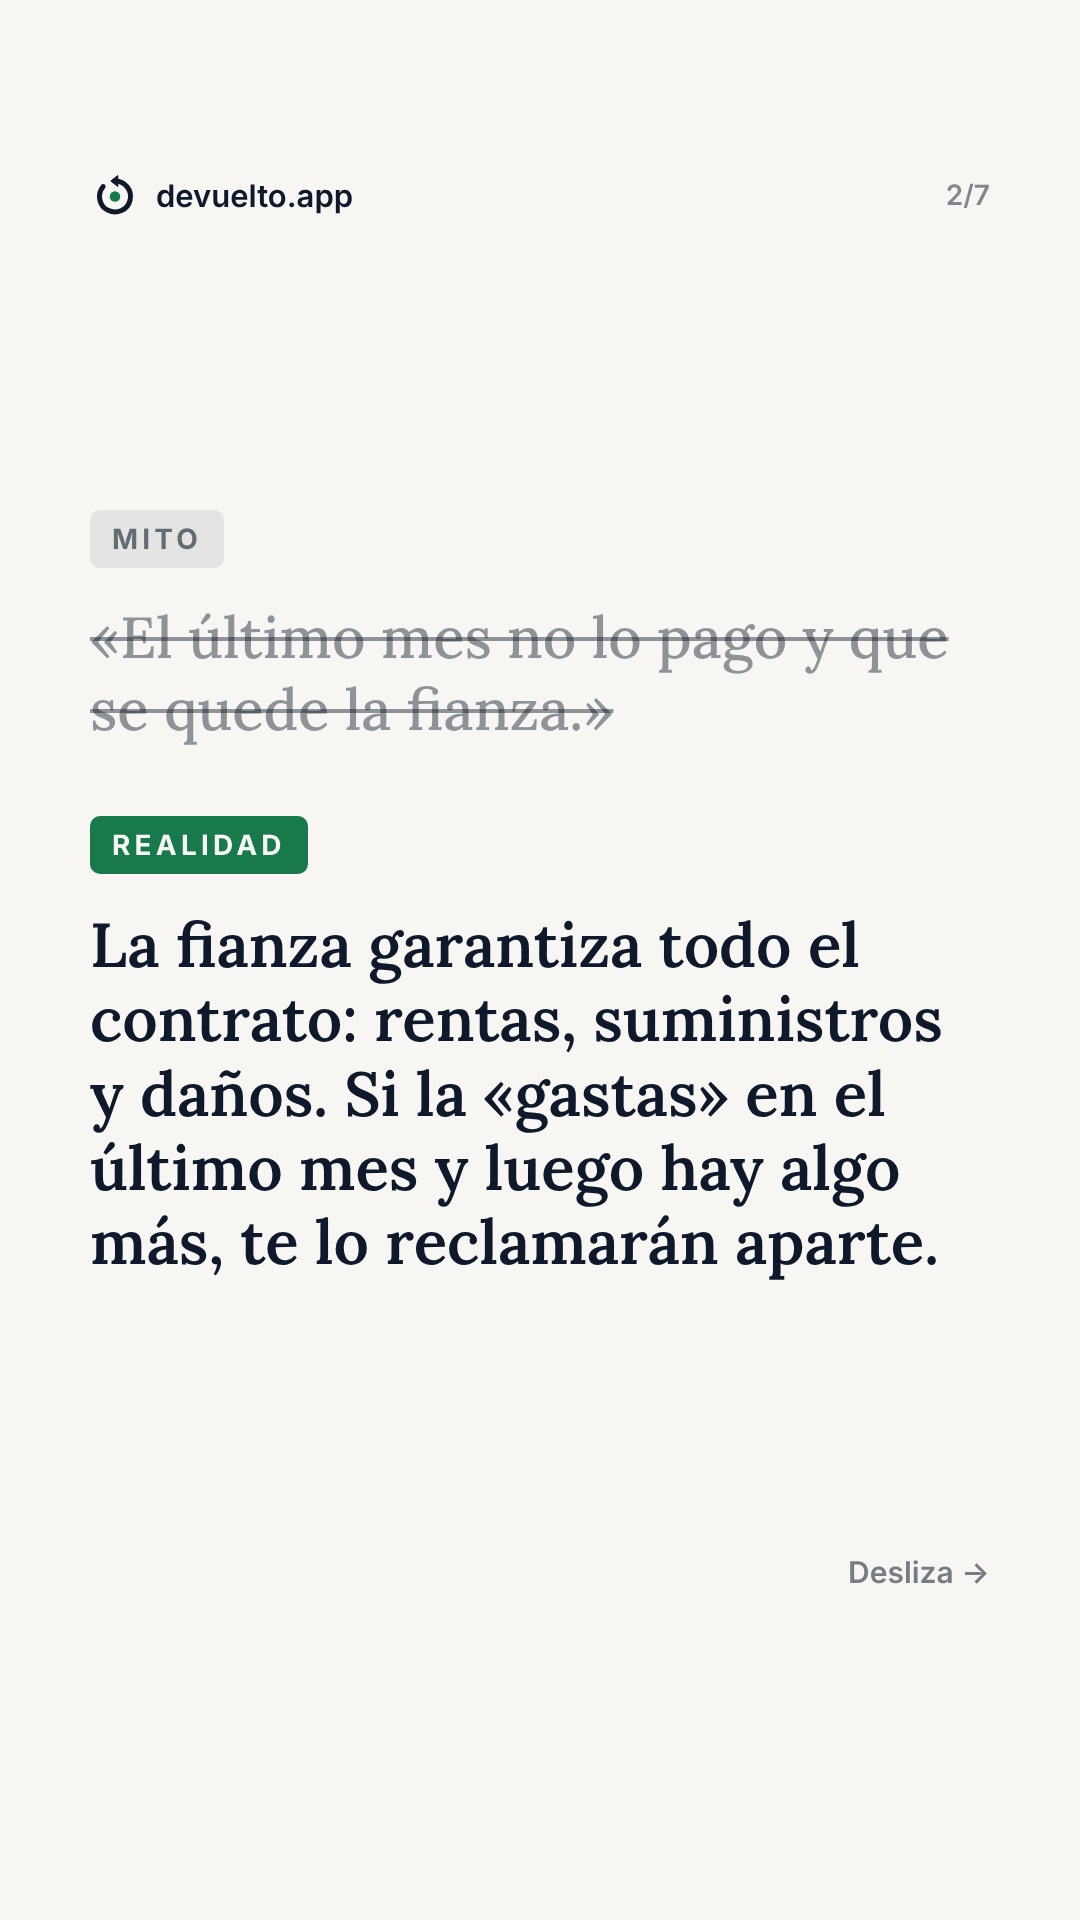 devuelto.app
2/7
MITO
«El último mes no lo pago y que
se quede la fianza.»
REALIDAD
La fianza garantiza todo el
contrato: rentas, suministros
y daños. Si la «gastas» en el
último mes y luego hay algo
más, te lo reclamarán aparte.
Desliza →